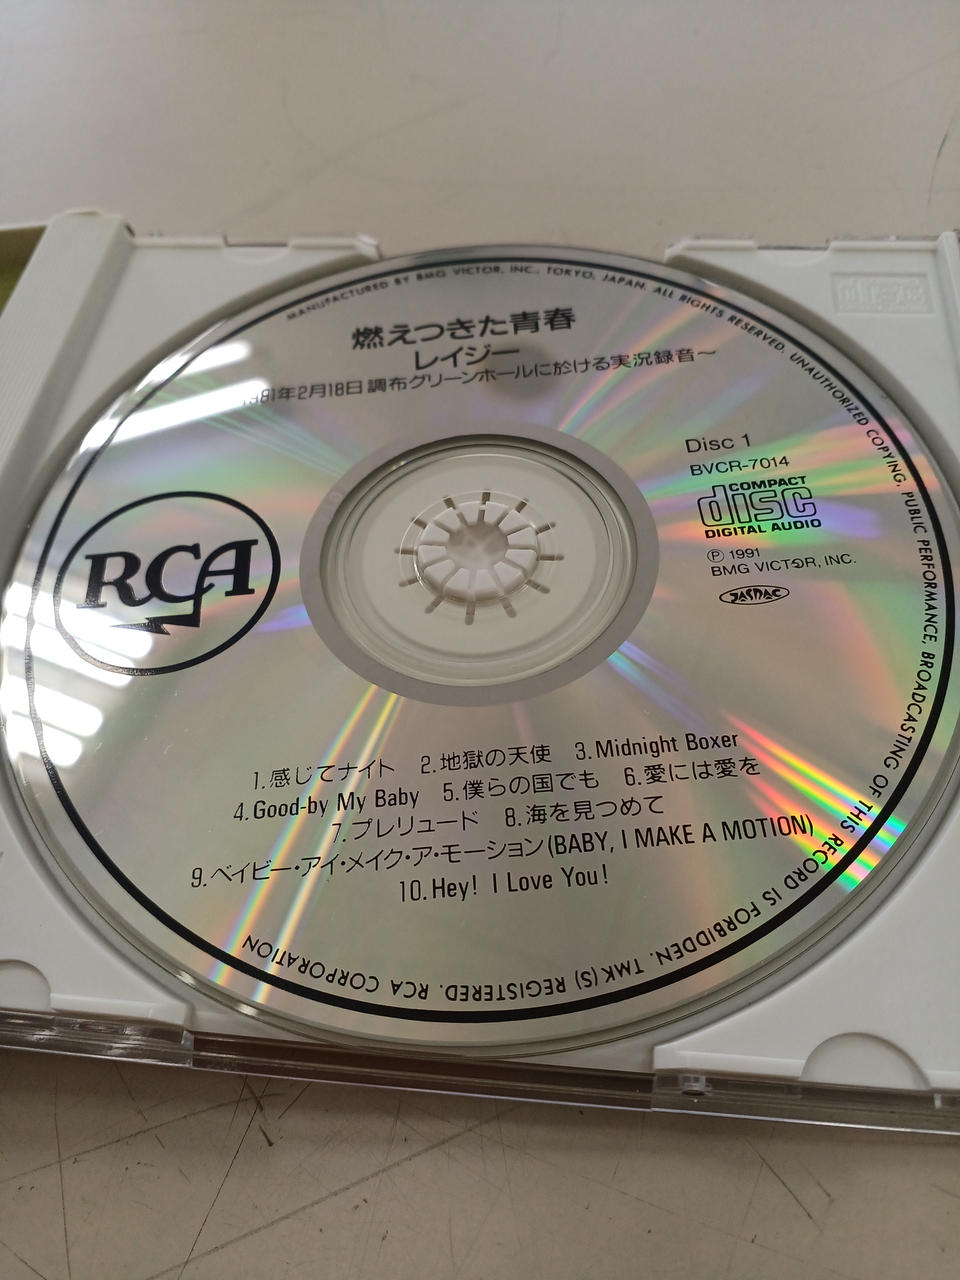 MANUFACTURED BY BMG VICTOR, INC., TOKYO, JAPAN. ALL RIGHTS RESERVED. UNAUTHORIZED COPYING, PUBLIC PERFORMANCE, BROADCASTING OF THIS RECORD IS FORBIDDEN. TMK(S) REGISTERED. RCA CORPORATION
燃えつきた青春
レイジー
1981年2月18日調布グリーンホールに於ける実況録音〜
Disc 1
BVCR-7014
COMPACT
disc
DIGITAL AUDIO
Ⓟ 1991
BMG VICTOR, INC.
JASRAC
RCA
1.感じてナイト 2.地獄の天使 3.Midnight Boxer
4.Good-by My Baby 5.僕らの国でも 6.愛には愛を
7.プレリュード 8.海を見つめて
9.ベイビー・アイ・メイク・ア・モーション(BABY, I MAKE A MOTION)
10.Hey! I Love You!